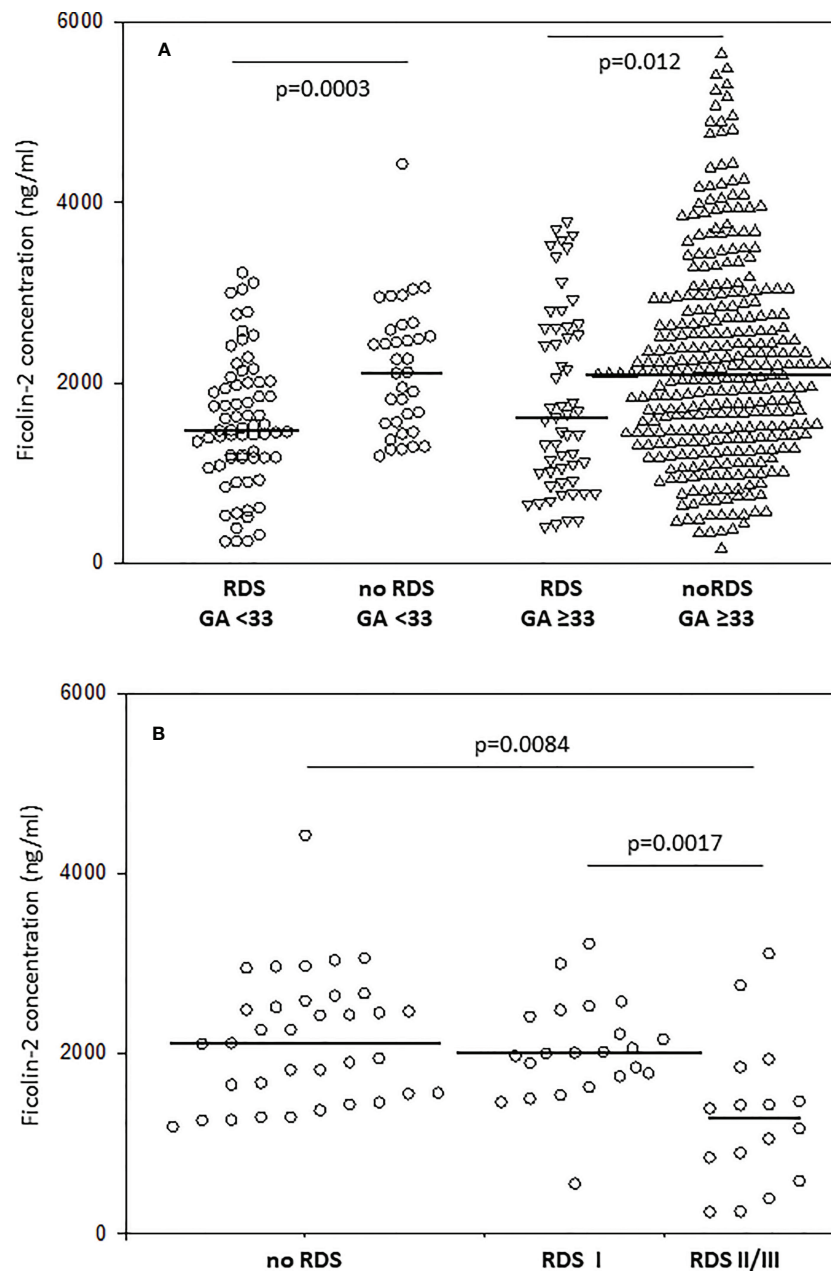 6000
A
p=0.0003
p=0.012
Ficolin-2 concentration (ng/ml)
4000
2000
0
RDS no RDS RDS noRDS
GA <33 GA <33 GA ≥33 GA ≥33
6000
B
p=0.0084
p=0.0017
Ficolin-2 concentration (ng/ml)
4000
2000
0
no RDS RDS I RDS II/III